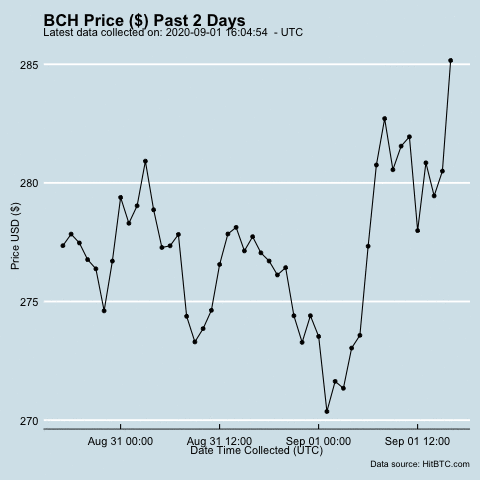 BCH Price ($) Past 2 Days
Latest data collected on: 2020-09-01 16:04:54 - UTC
285
280
275
270
Price USD ($)
Aug 31 00:00 Aug 31 12:00 Sep 01 00:00 Sep 01 12:00
Date Time Collected (UTC)
Data source: HitBTC.com